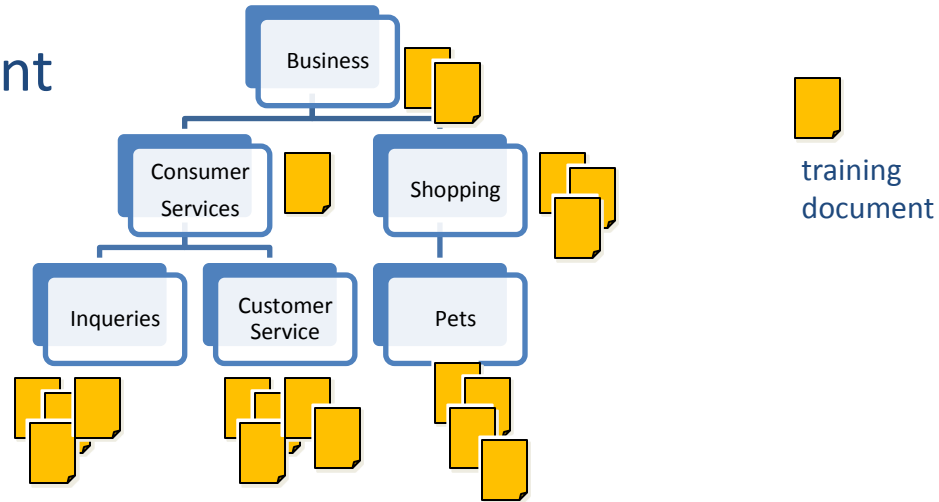 nt
Business
Consumer
Services
Shopping
training
document
Inqueries
Customer
Service
Pets